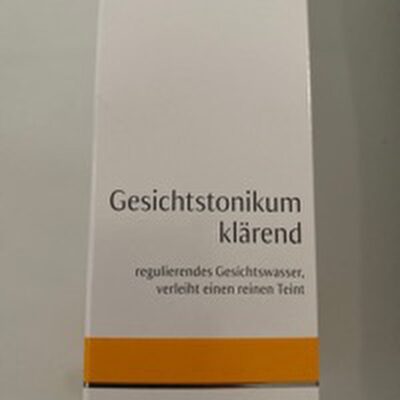 Gesichtstonikum
klärend
regulierendes Gesichtswasser,
verleiht einen reinen Teint